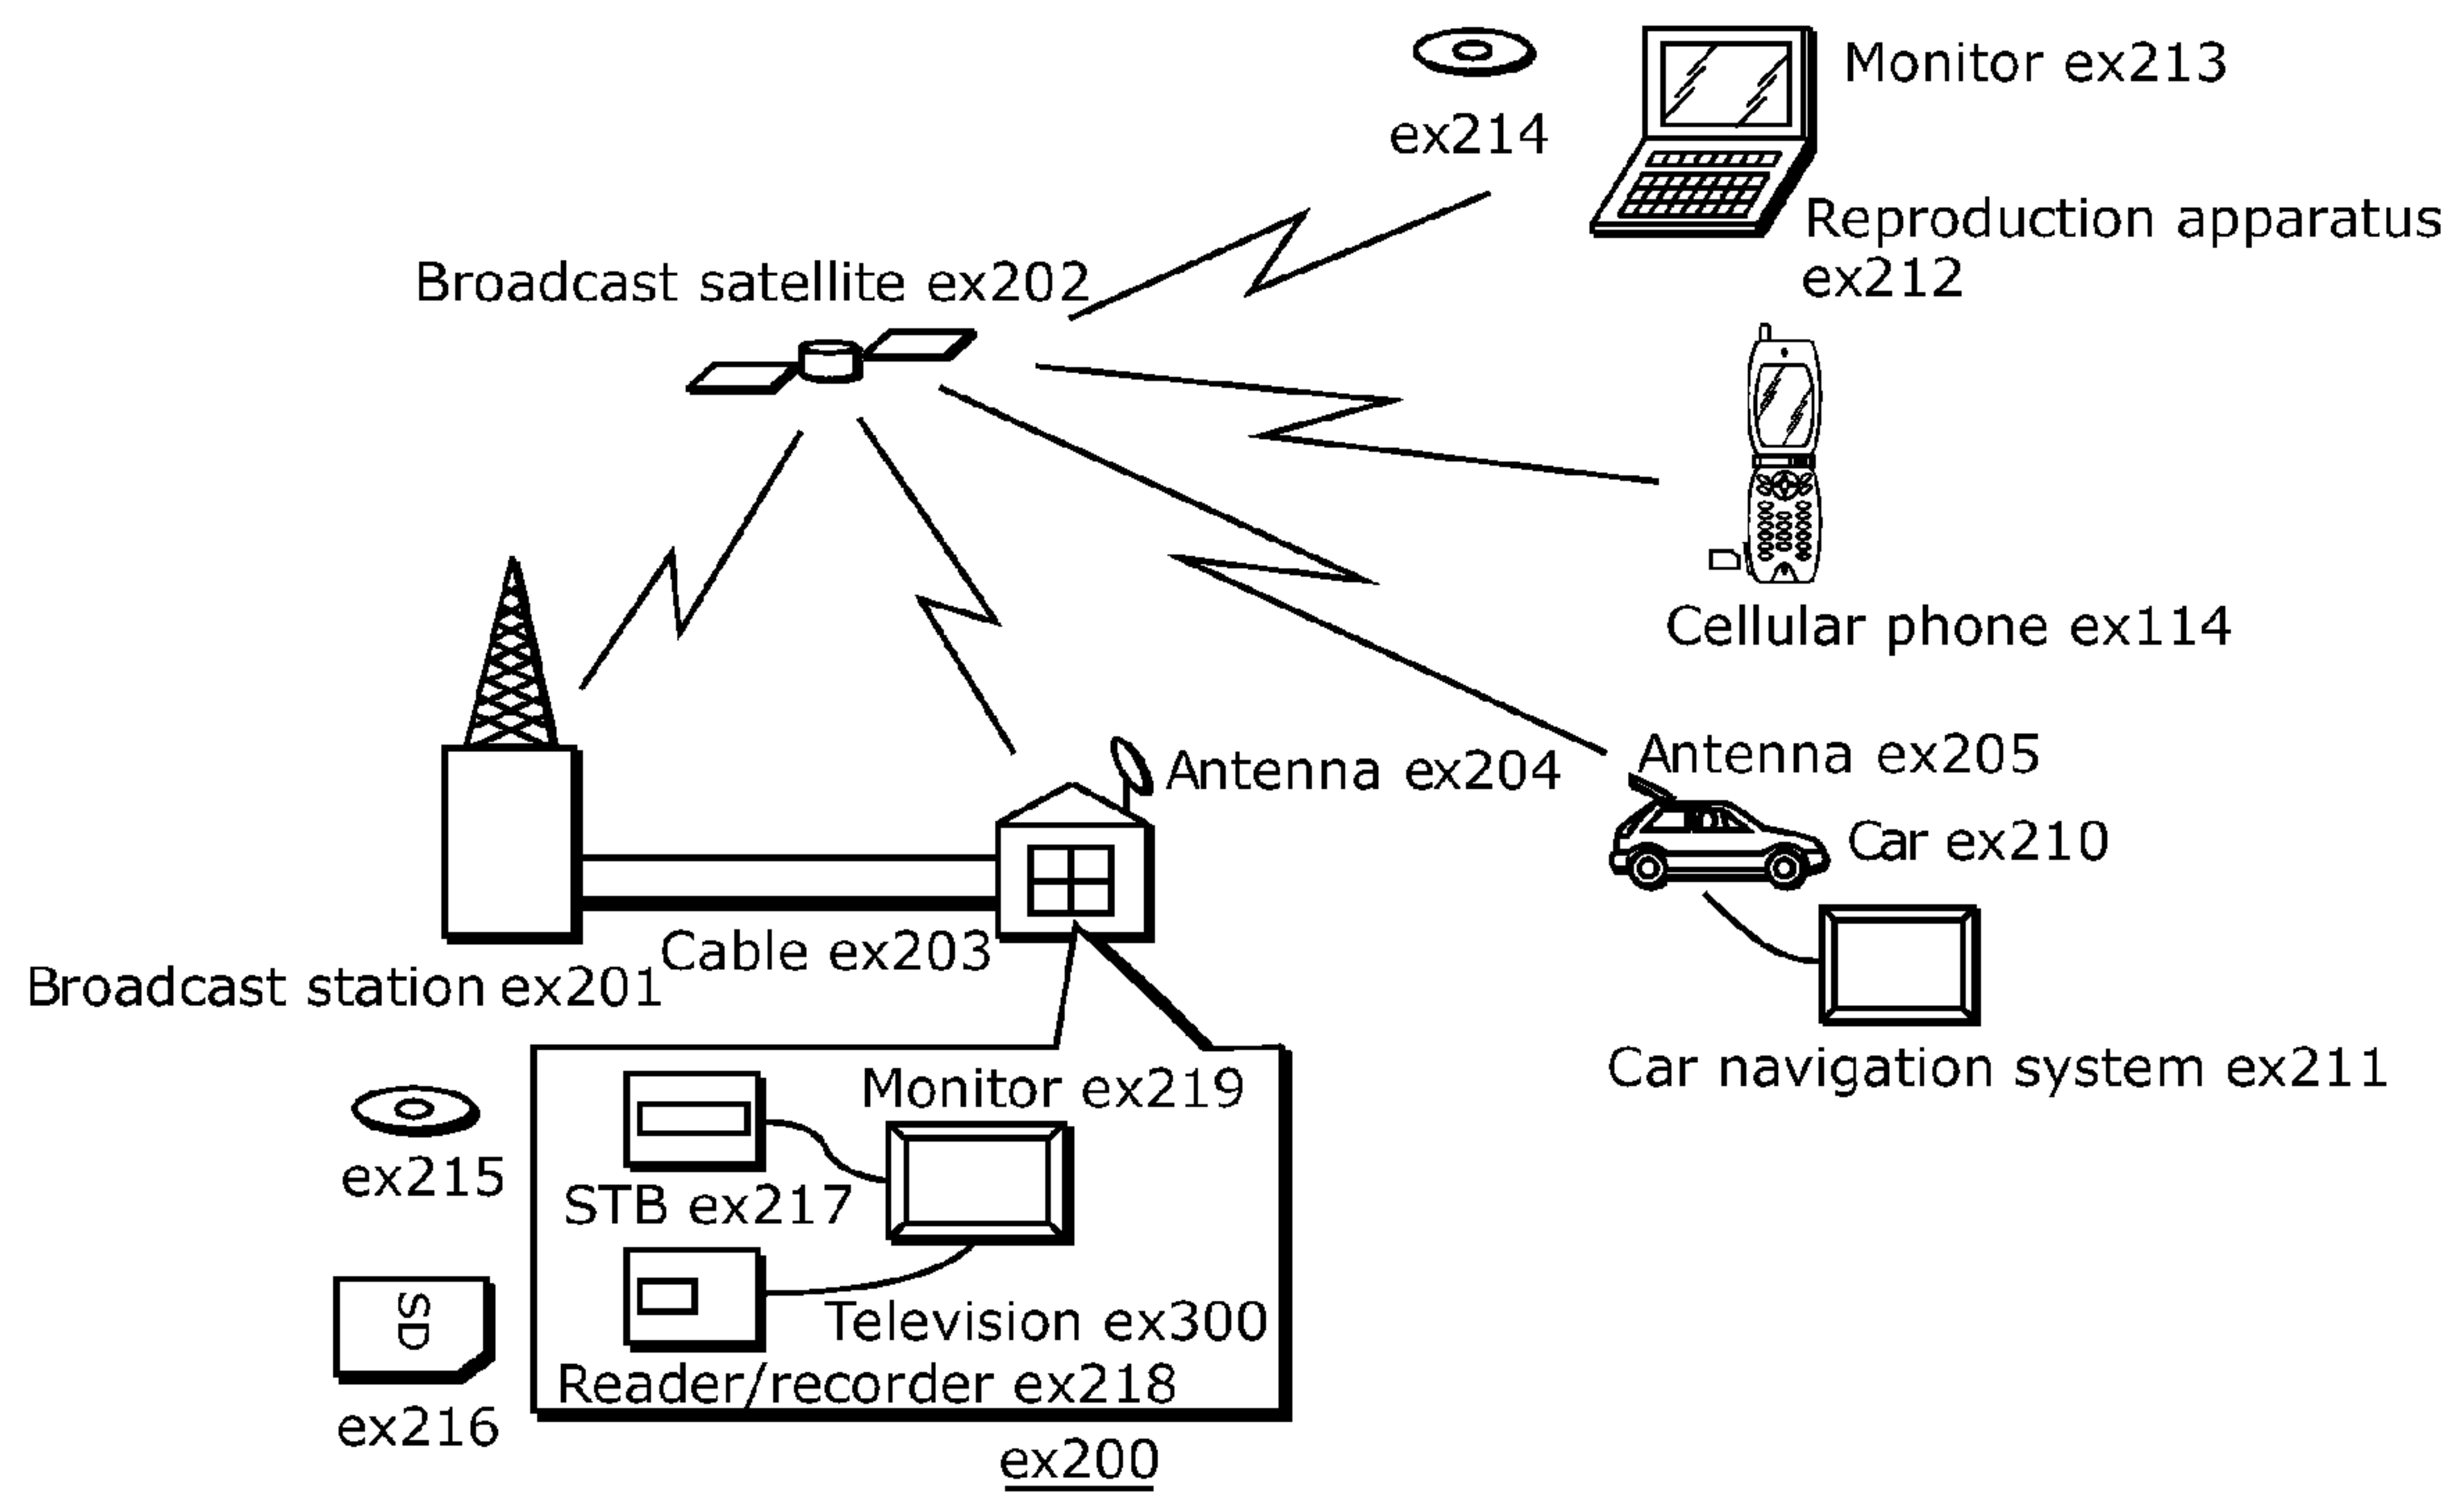 Monitor ex213
ex214
Reproduction apparatus
ex212
Broadcast satellite ex202
Cellular phone ex114
Antenna ex205
Antenna ex204
Car ex210
Cable ex203
Broadcast station ex201
Car navigation system ex211
Monitor ex219
ex215
STB ex217
SD
Television ex300
Reader/recorder ex218
ex216
ex200